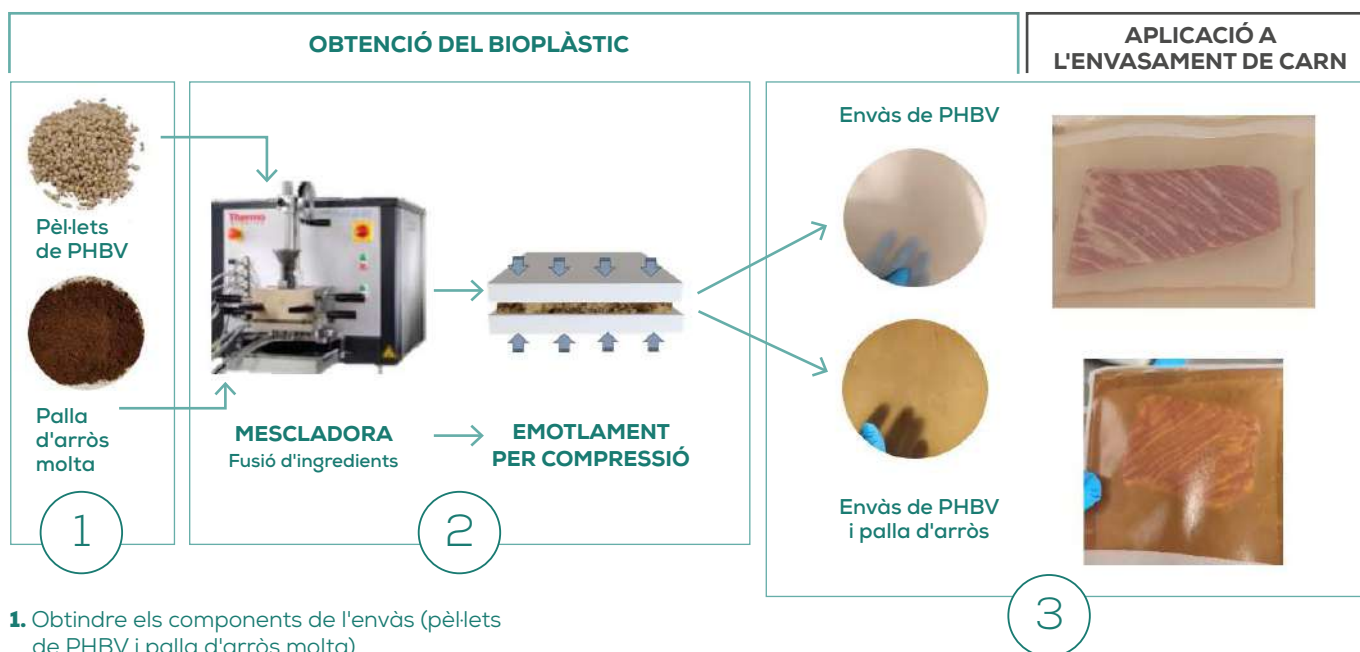 OBTENCIÓ DEL BIOPLÀSTIC
APLICACIÓ A
L'ENVASAMENT DE CARN
Pèl·lets
de PHBV
Palla
d'arròs
molta
1
Thermo
MESCLADORA
Fusió d'ingredients
EMOTLAMENT
PER COMPRESSIÓ
2
Envàs de PHBV
Envàs de PHBV
i palla d'arròs
3
1. Obtindre els components de l'envàs (pèl·lets
de PHBV i palla d'arròs molta)